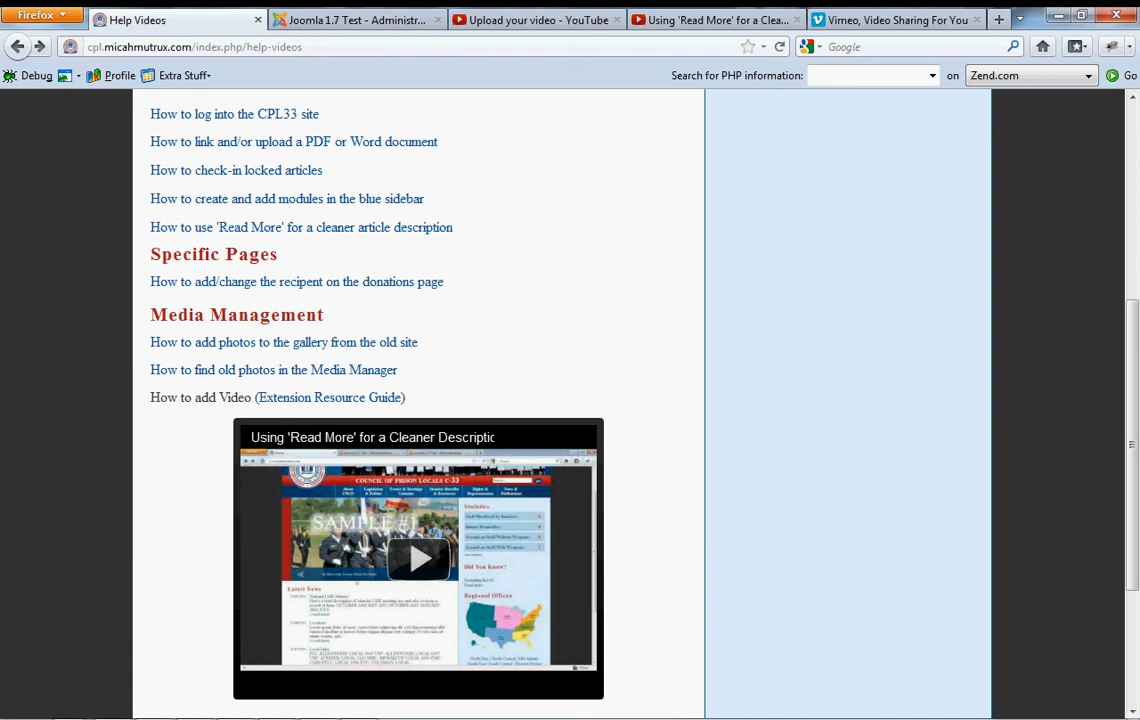 Firefox
Help Videos
Joomla 1.7 Test - Administr...
Upload your video - YouTube
Using 'Read More' for a Clea...
Vimeo, Video Sharing For You
cpl.micahmutrux.com/index.php/help-videos
Google
Debug
Profile
Extra Stuff
Search for PHP information:
on
Zend.com
Go
How to log into the CPL33 site
How to link and/or upload a PDF or Word document
How to check-in locked articles
How to create and add modules in the blue sidebar
How to use 'Read More' for a cleaner article description
Specific Pages
How to add/change the recipent on the donations page
Media Management
How to add photos to the gallery from the old site
How to find old photos in the Media Manager
How to add Video (Extension Resource Guide)
Using 'Read More' for a Cleaner Descriptic
COUNCIL OF PRISON LOCALS C-33
SAMPLE #1
Statistics
Did You Know?
Regional Offices
Latest News